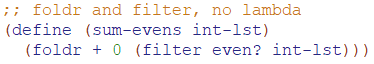 ;; foldr and filter, no lambda
(define (sum-evens int-lst)
  (foldr + 0 (filter even? int-lst)))